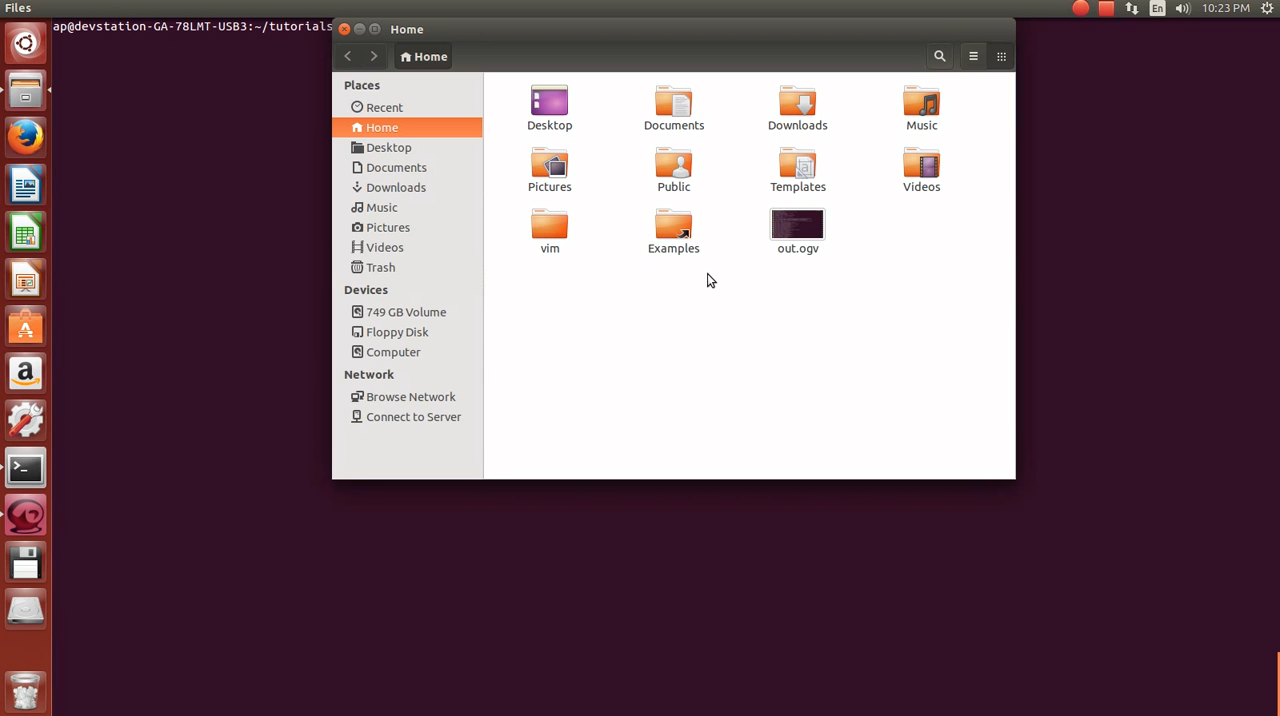 Files
En
10:23 PM
ap@devstation-GA-78LMT-USB3:~/tutorials
Home
Home
Places
Recent
Home
Desktop
Documents
Downloads
Music
Pictures
Videos
Trash
Devices
749 GB Volume
Floppy Disk
Computer
Network
Browse Network
Connect to Server
Desktop
Documents
Downloads
Music
Pictures
Public
Templates
Videos
vim
Examples
out.ogv